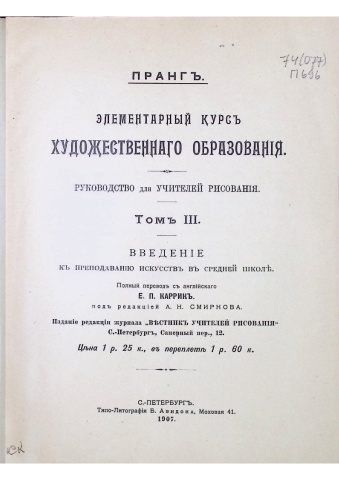 74(077)
П696
ПРАНГЪ.
ЭЛЕМЕНТАРНЫЙ КУРСЪ
ХУДОЖЕСТВЕННАГО ОБРАЗОВАНІЯ.
РУКОВОДСТВО для УЧИТЕЛЕЙ РИСОВАНІЯ.
Томъ III.
ВВЕДЕНІЕ
КЪ ПРЕПОДАВАНІЮ ИСКУССТВЪ ВЪ СРЕДНЕЙ ШКОЛѢ.
Полный переводъ съ англійскаго
Е. П. КАРРИКЪ.
подъ редакціей А. Н. СМИРНОВА.
Изданіе редакціи журнала „ВѢСТНИКЪ УЧИТЕЛЕЙ РИСОВАНІЯ"
С.-Петербургъ, Саперный пер., 12.
Цѣна 1 р. 25 к., въ переплетѣ 1 р. 60 к.
С.-ПЕТЕРБУРГЪ.
Типо-Литографія Б. Авидона, Моховая 41.
1907.